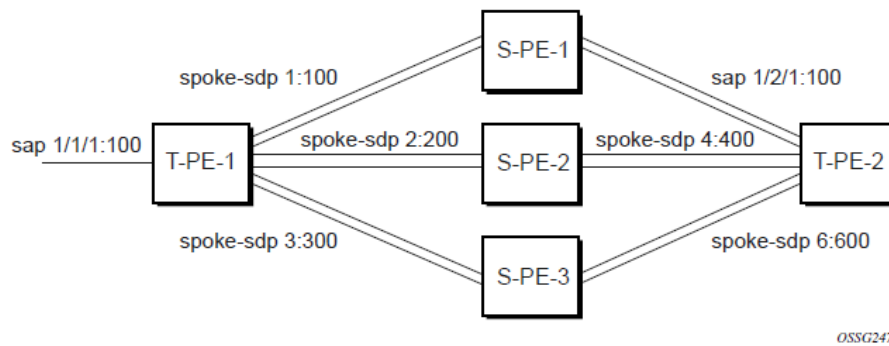 S-PE-1
spoke-sdp 1:100
sap 1/2/1:100
sap 1/1/1:100
T-PE-1
spoke-sdp 2:200
S-PE-2
spoke-sdp 4:400
T-PE-2
spoke-sdp 3:300
S-PE-3
spoke-sdp 6:600
OSSG247